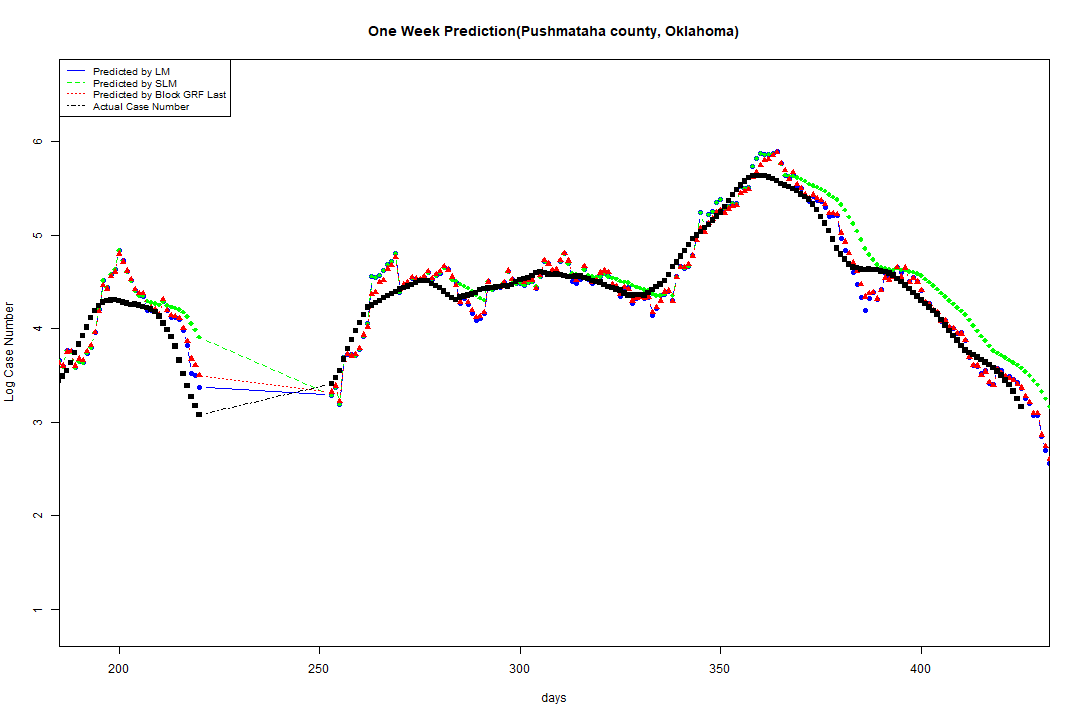 One Week Prediction(Pushmataha county, Oklahoma)
Predicted by LM
Predicted by SLM
Predicted by Block GRF Last
Actual Case Number
6
5
4
3
2
1
Log Case Number
200 250 300 350 400
days